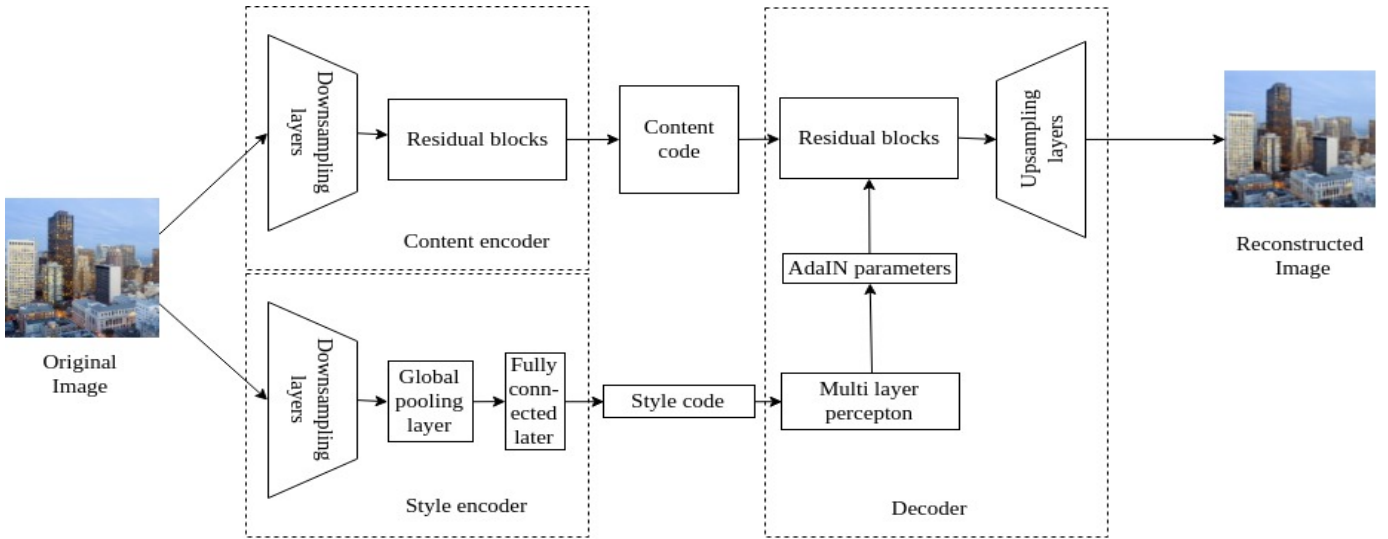 Original
Image
Downsampling
layers
Residual blocks
Content encoder
Content
code
Downsampling
layers
Global
pooling
layer
Fully
conn-
ected
later
Style encoder
Style code
Residual blocks
Upsampling
layers
AdaIN parameters
Multi layer
percepton
Decoder
Reconstructed
Image